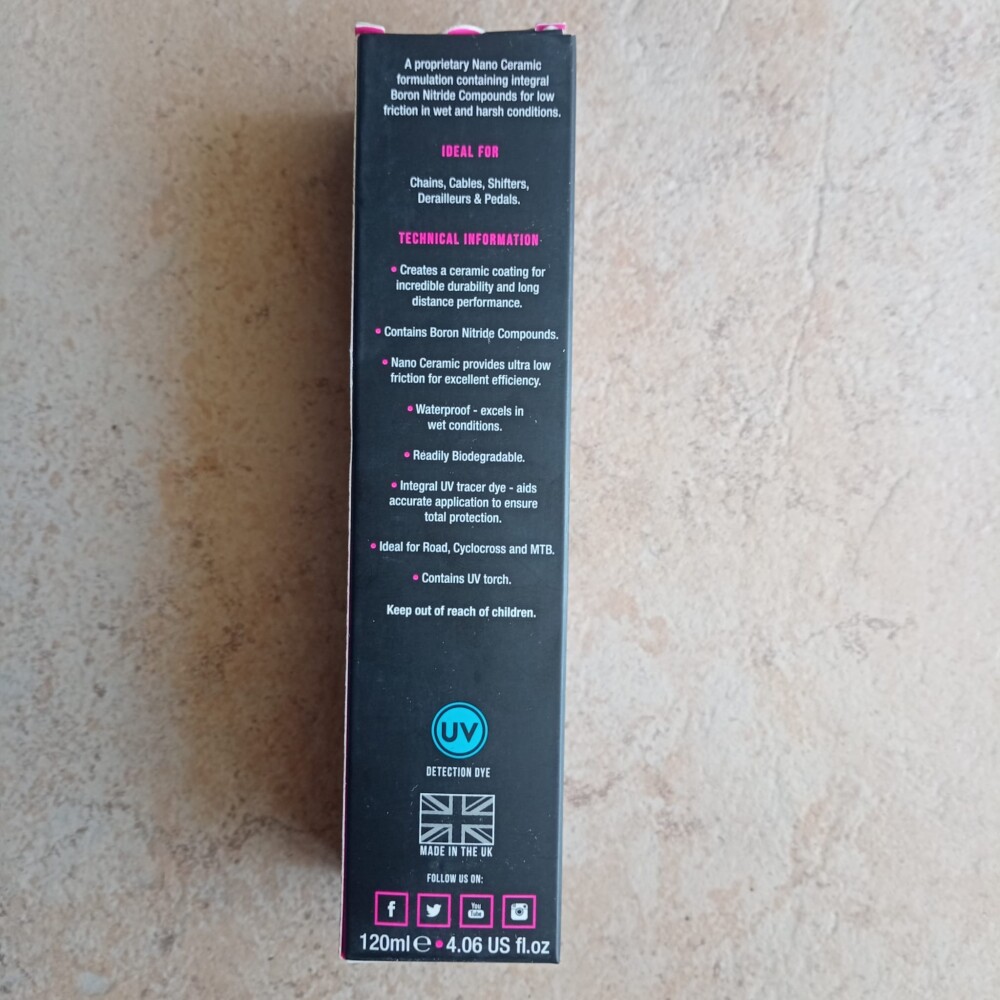 A proprietary Nano Ceramic
formulation containing integral
Boron Nitride Compounds for low
friction in wet and harsh conditions.
IDEAL FOR
Chains, Cables, Shifters,
Derailleurs & Pedals.
TECHNICAL INFORMATION
• Creates a ceramic coating for
incredible durability and long
distance performance.
• Contains Boron Nitride Compounds.
• Nano Ceramic provides ultra low
friction for excellent efficiency.
• Waterproof - excels in
wet conditions.
• Readily Biodegradable.
• Integral UV tracer dye - aids
accurate application to ensure
total protection.
• Ideal for Road, Cyclocross and MTB.
• Contains UV torch.
Keep out of reach of children.
UV
DETECTION DYE
MADE IN THE UK
FOLLOW US ON:
f You Tube
120ml ℮ • 4.06 US fl.oz